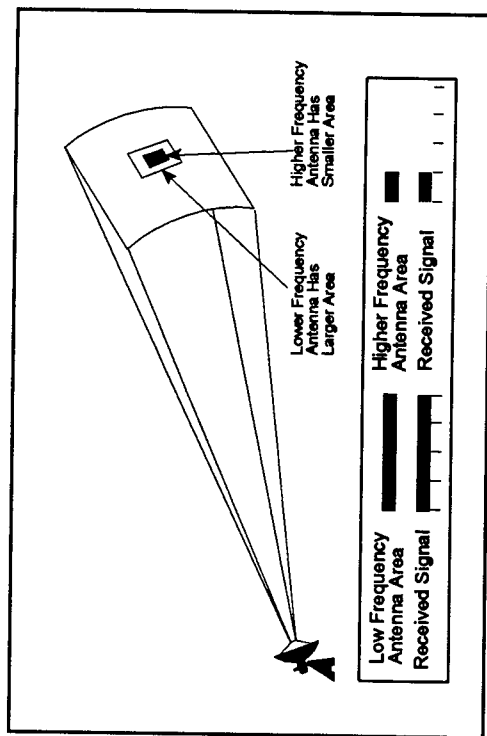 Lower Frequency
Antenna Has
Larger Area
Higher Frequency
Antenna Has
Smaller Area
Low Frequency
Antenna Area
Received Signal
Higher Frequency
Antenna Area
Received Signal